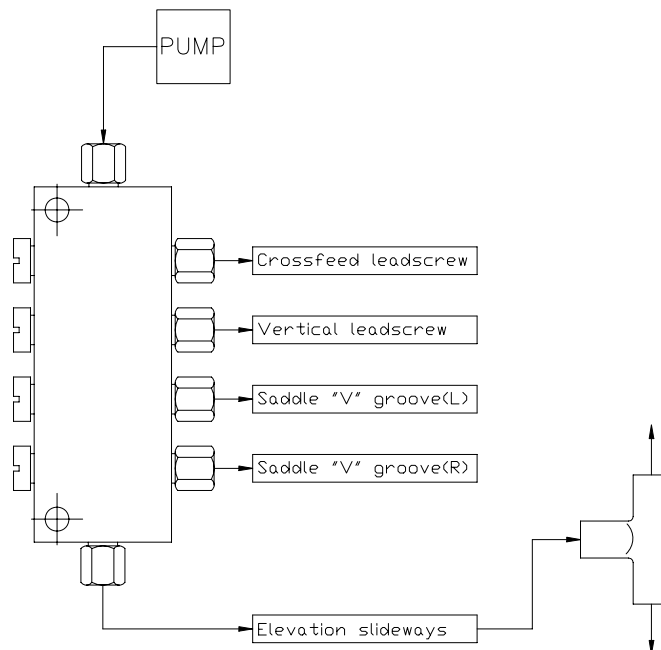 PUMP
Crossfeed leadscrew
Vertical leadscrew
Saddle "V" groove(L)
Saddle "V" groove(R)
Elevation slideways